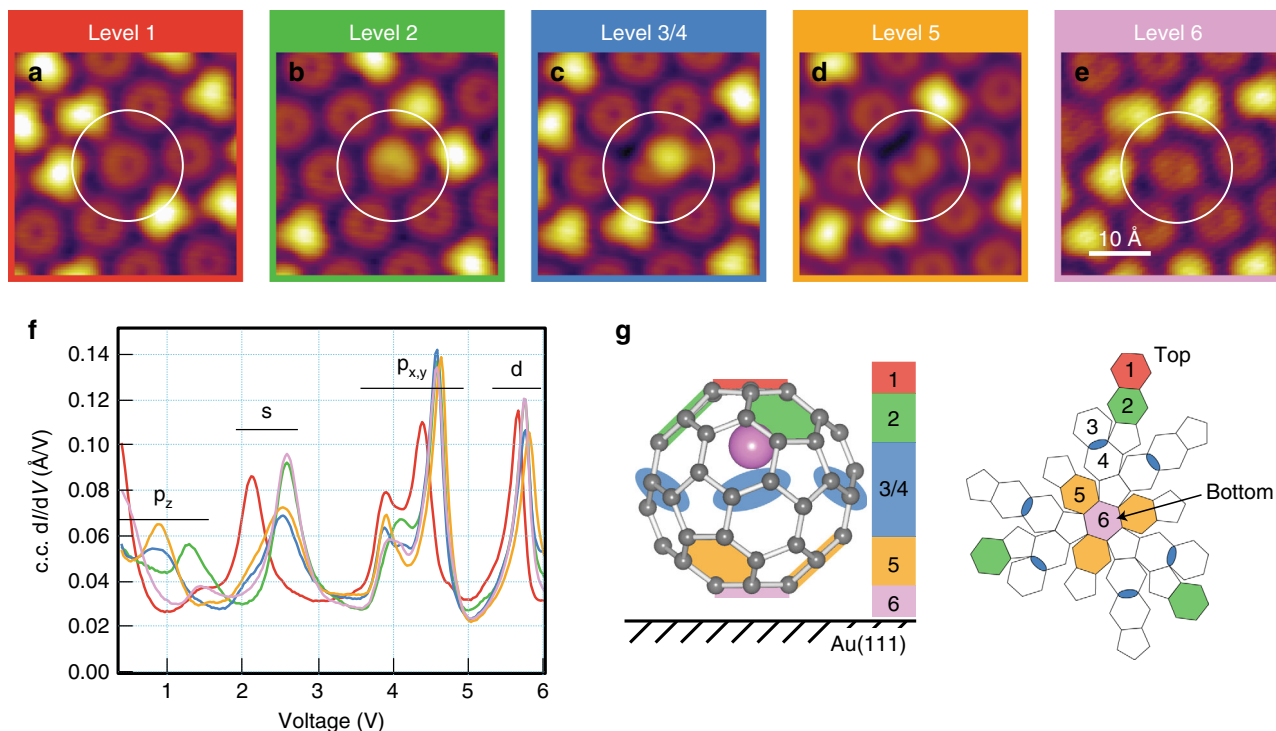 Level 1
Level 2
Level 3/4
Level 5
Level 6
a
b
c
d
e
10 Å
f
0.14
0.12
0.10
0.08
0.06
0.04
0.02
0.00
c.c. dI/dV (Å/V)
p_z
s
p_x,y
d
1
2
3
4
5
6
Voltage (V)
g
1
2
3/4
5
6
Au(111)
Top
1
2
3
4
5
6
Bottom